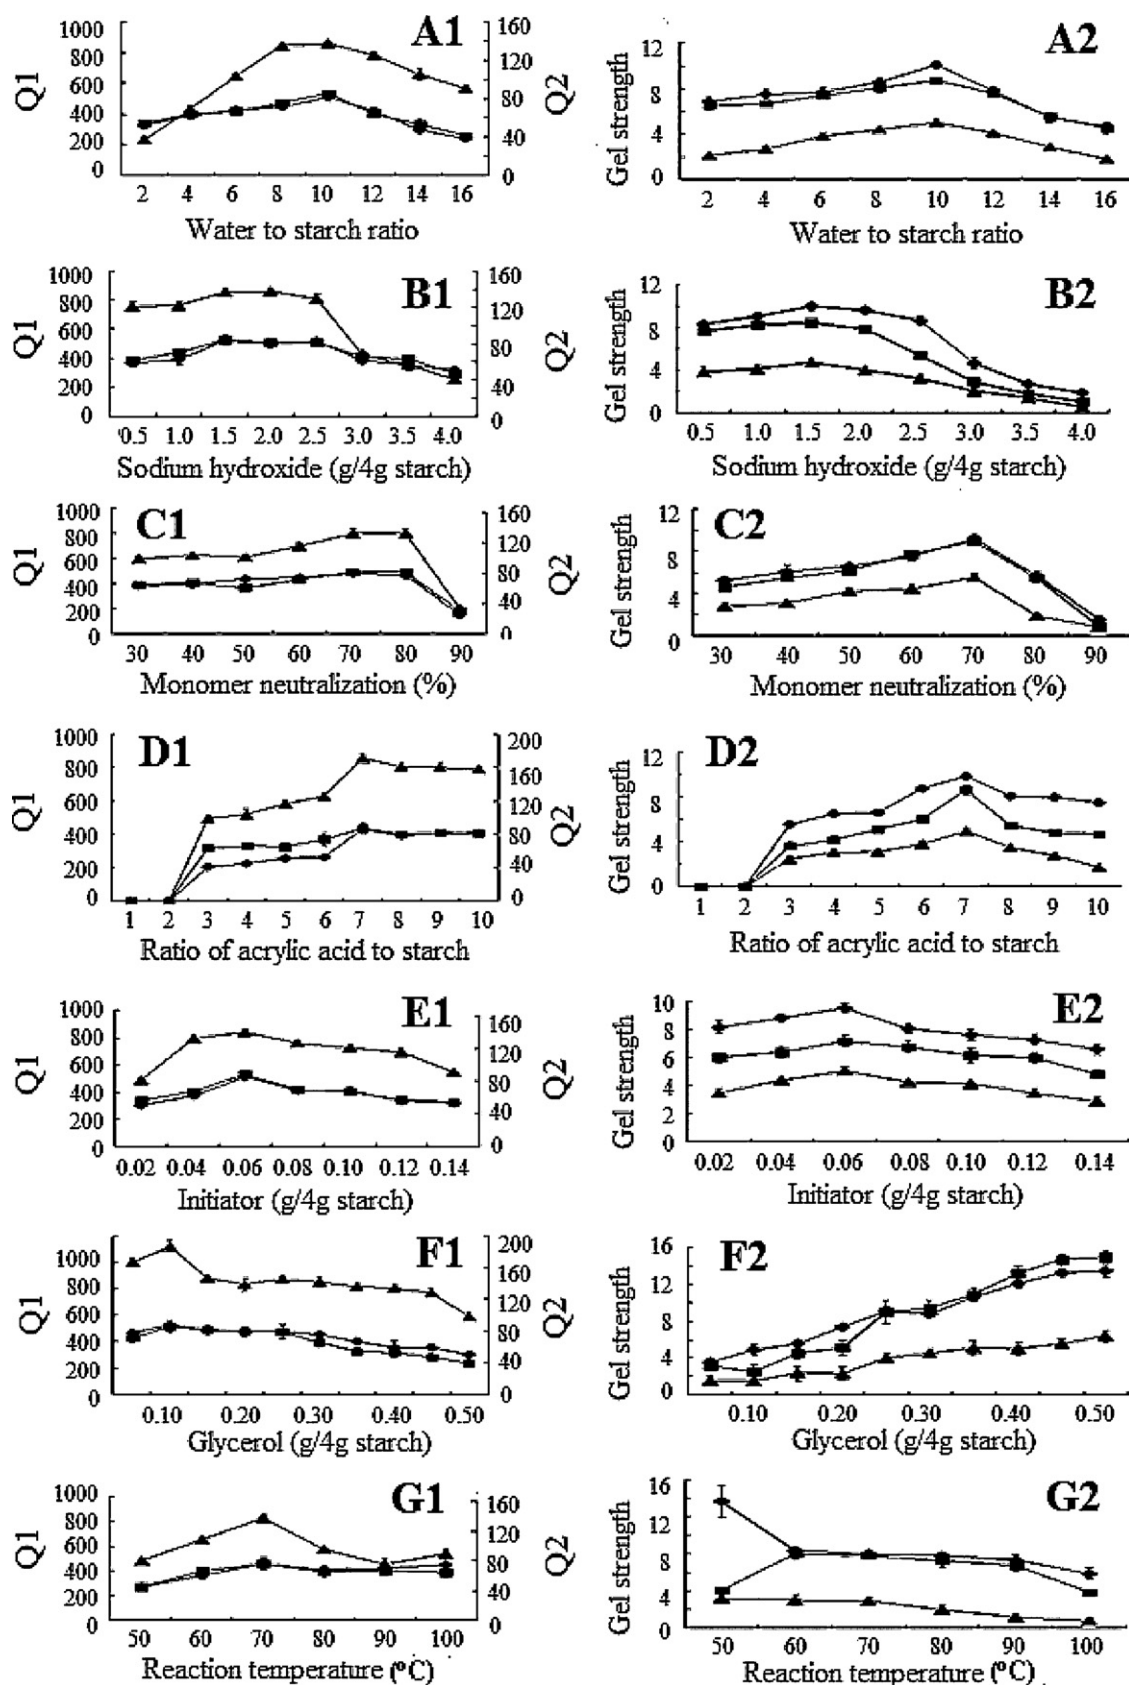 A1
Q1
1000
800
600
400
200
0
160
120
80
40
0
Q2
2 4 6 8 10 12 14 16
Water to starch ratio
A2
Gel strength
12
8
4
0
2 4 6 8 10 12 14 16
Water to starch ratio
B1
Q1
1000
800
600
400
200
0
160
120
80
40
0
Q2
0.5 1.0 1.5 2.0 2.5 3.0 3.5 4.0
Sodium hydroxide (g/4g starch)
B2
Gel strength
12
8
4
0
0.5 1.0 1.5 2.0 2.5 3.0 3.5 4.0
Sodium hydroxide (g/4g starch)
C1
Q1
1000
800
600
400
200
0
160
120
80
40
0
Q2
30 40 50 60 70 80 90
Monomer neutralization (%)
C2
Gel strength
12
8
4
0
30 40 50 60 70 80 90
Monomer neutralization (%)
D1
Q1
1000
800
600
400
200
0
200
160
120
80
40
0
Q2
1 2 3 4 5 6 7 8 9 10
Ratio of acrylic acid to starch
D2
Gel strength
12
8
4
0
1 2 3 4 5 6 7 8 9 10
Ratio of acrylic acid to starch
E1
Q1
1000
800
600
400
200
0
160
120
80
40
0
Q2
0.02 0.04 0.06 0.08 0.10 0.12 0.14
Initiator (g/4g starch)
E2
Gel strength
10
8
6
4
2
0
0.02 0.04 0.06 0.08 0.10 0.12 0.14
Initiator (g/4g starch)
F1
Q1
1000
800
600
400
200
0
200
160
120
80
40
0
Q2
0.10 0.20 0.30 0.40 0.50
Glycerol (g/4g starch)
F2
Gel strength
16
12
8
4
0
0.10 0.20 0.30 0.40 0.50
Glycerol (g/4g starch)
G1
Q1
1000
800
600
400
200
0
160
120
80
40
0
Q2
50 60 70 80 90 100
Reaction temperature (ºC)
G2
Gel strength
16
12
8
4
0
50 60 70 80 90 100
Reaction temperature (ºC)